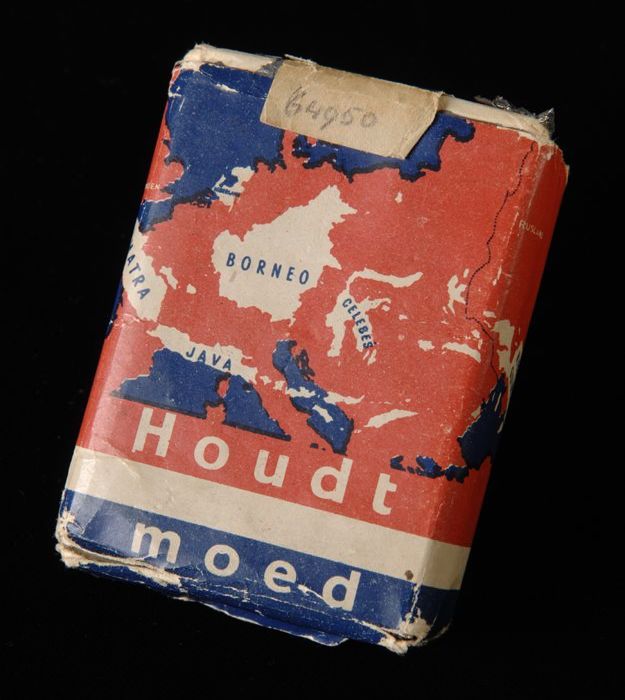 64950
BORNEO
CELEBES
JAVA
Houdt
moed